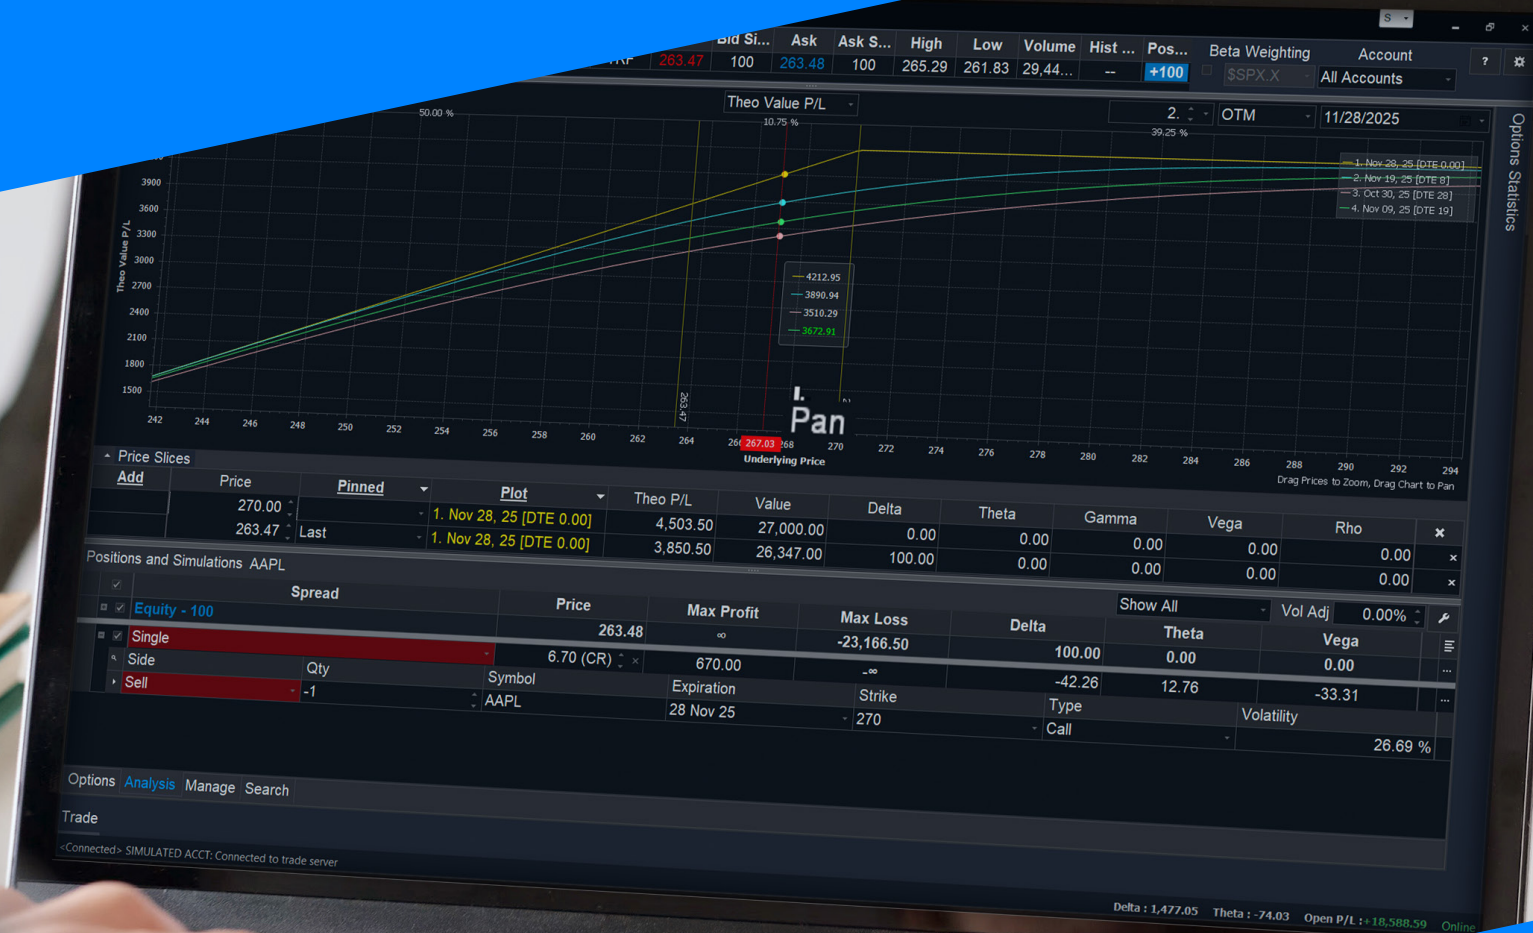 S
Bid Si... Ask Ask S... High Low Volume Hist ... Pos... Beta Weighting Account
263.47 100 263.48 100 265.29 261.83 29,44... -- +100 $SPX.X All Accounts ?
Theo Value P/L 2. OTM 11/28/2025
50.00 % 10.75 % 39.25 %
Options Statistics
1. Nov 28, 25 [DTE 0.00]
2. Nov 19, 25 [DTE 8]
3. Oct 30, 25 [DTE 28]
4. Nov 09, 25 [DTE 19]
Theo Value P/L
3900
3600
3300
3000
2700
2400
2100
1800
1500
4212.95
3890.94
3510.29
3672.91
263.47
Pan
242 244 246 248 250 252 254 256 258 260 262 264 267.03 270 272 274 276 278 280 282 284 286 288 290 292 294
Underlying Price
Drag Prices to Zoom, Drag Chart to Pan
Price Slices
Add Price Pinned Plot Theo P/L Value Delta Theta Gamma Vega Rho
270.00 1. Nov 28, 25 [DTE 0.00] 4,503.50 27,000.00 0.00 0.00 0.00 0.00 0.00
263.47 Last 1. Nov 28, 25 [DTE 0.00] 3,850.50 26,347.00 100.00 0.00 0.00 0.00 0.00
Positions and Simulations AAPL
Show All Vol Adj 0.00%
Spread Price Max Profit Max Loss Delta Theta Vega
Equity - 100 263.48 ∞ -23,166.50 100.00 0.00 0.00
Single 6.70 (CR) 670.00 -∞ -42.26 12.76 -33.31
Side Qty Symbol Expiration Strike Type Volatility
Sell -1 AAPL 28 Nov 25 270 Call 26.69 %
Options Analysis Manage Search
Trade
<Connected> SIMULATED ACCT: Connected to trade server
Delta : 1,477.05 Theta : -74.03 Open P/L :+18,588.59 Online